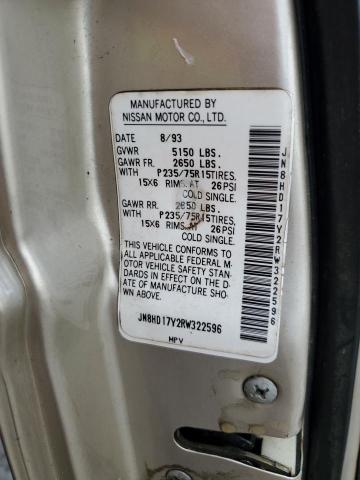 MANUFACTURED BY
NISSAN MOTOR CO., LTD.
DATE 8/93
GVWR 5150 LBS.
GAWR FR. 2650 LBS.
WITH P235/75R15TIRES,
15X6 RIMS.AT 26PSI
COLD SINGLE.
GAWR RR. 2850 LBS.
WITH P235/75R15TIRES,
15X6 RIMS.AT 26PSI
COLD SINGLE.
THIS VEHICLE CONFORMS TO
ALL APPLICABLE FEDERAL M-
OTOR VEHICLE SAFETY STAN-
DARDS IN EFFECT ON THE D-
ATE OF MANUFACTURE SHO-
WN ABOVE.
JN8HD17Y2RW322596
MPV
JN8HD17Y2RW322596